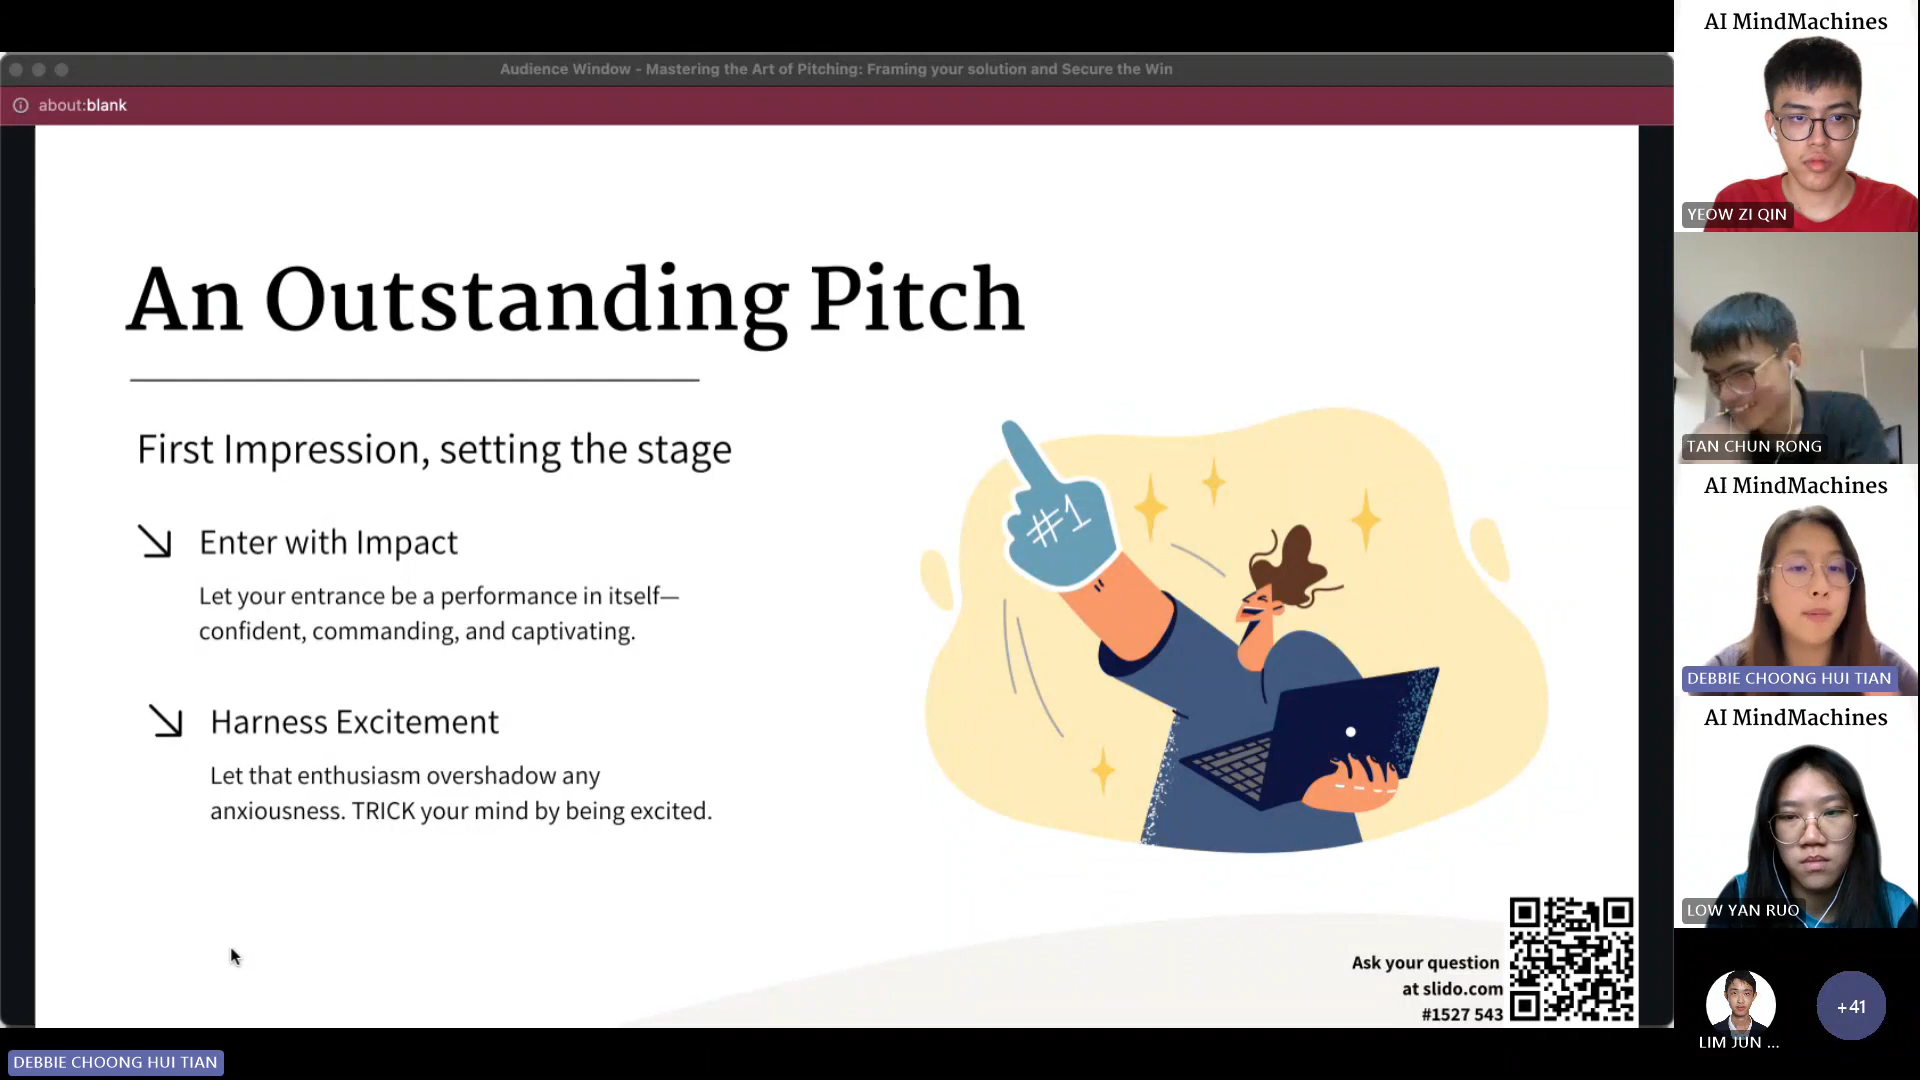 Audience Window - Mastering the Art of Pitching: Framing your solution and Secure the Win
about:blank
An Outstanding Pitch
First Impression, setting the stage
Enter with Impact
Let your entrance be a performance in itself—
confident, commanding, and captivating.
Harness Excitement
Let that enthusiasm overshadow any
anxiousness. TRICK your mind by being excited.
#1
Ask your question
at slido.com
#1527 543
DEBBIE CHOONG HUI TIAN
AI MindMachines
YEOW ZI QIN
TAN CHUN RONG
AI MindMachines
DEBBIE CHOONG HUI TIAN
AI MindMachines
LOW YAN RUO
LIM JUN ...
+41